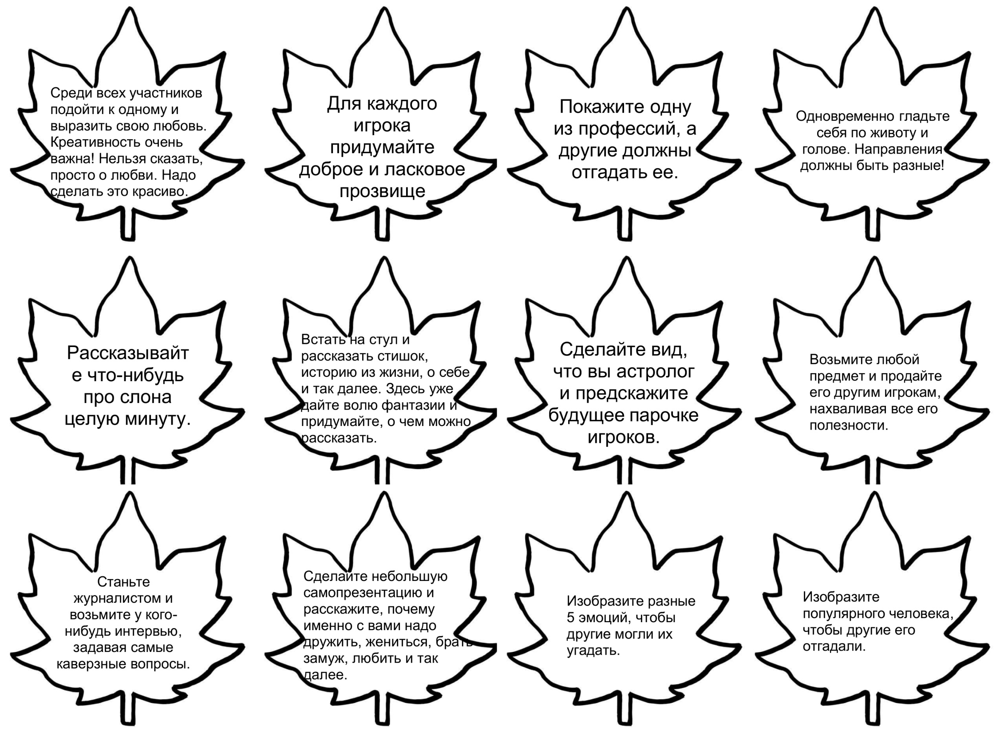 Среди всех участников
подойти к одному и
выразить свою любовь.
Креативность очень
важна! Нельзя сказать,
просто о любви. Надо
сделать это красиво.
Для каждого
игрока
придумайте
доброе и ласковое
прозвище
Покажите одну
из профессий, а
другие должны
отгадать ее.
Одновременно гладьте
себя по животу и
голове. Направления
должны быть разные!
Рассказывайт
е что-нибудь
про слона
целую минуту.
Встать на стул и
рассказать стишок,
историю из жизни, о себе
и так далее. Здесь уже
дайте волю фантазии и
придумайте, о чем можно
рассказать.
Сделайте вид,
что вы астролог
и предскажите
будущее парочке
игроков.
Возьмите любой
предмет и продайте
его другим игрокам,
нахваливая все его
полезности.
Станьте
журналистом и
возьмите у кого-
нибудь интервью,
задавая самые
каверзные вопросы.
Сделайте небольшую
самопрезентацию и
расскажите, почему
именно с вами надо
дружить, жениться, брать
замуж, любить и так
далее.
Изобразите разные
5 эмоций, чтобы
другие могли их
угадать.
Изобразите
популярного человека,
чтобы другие его
отгадали.